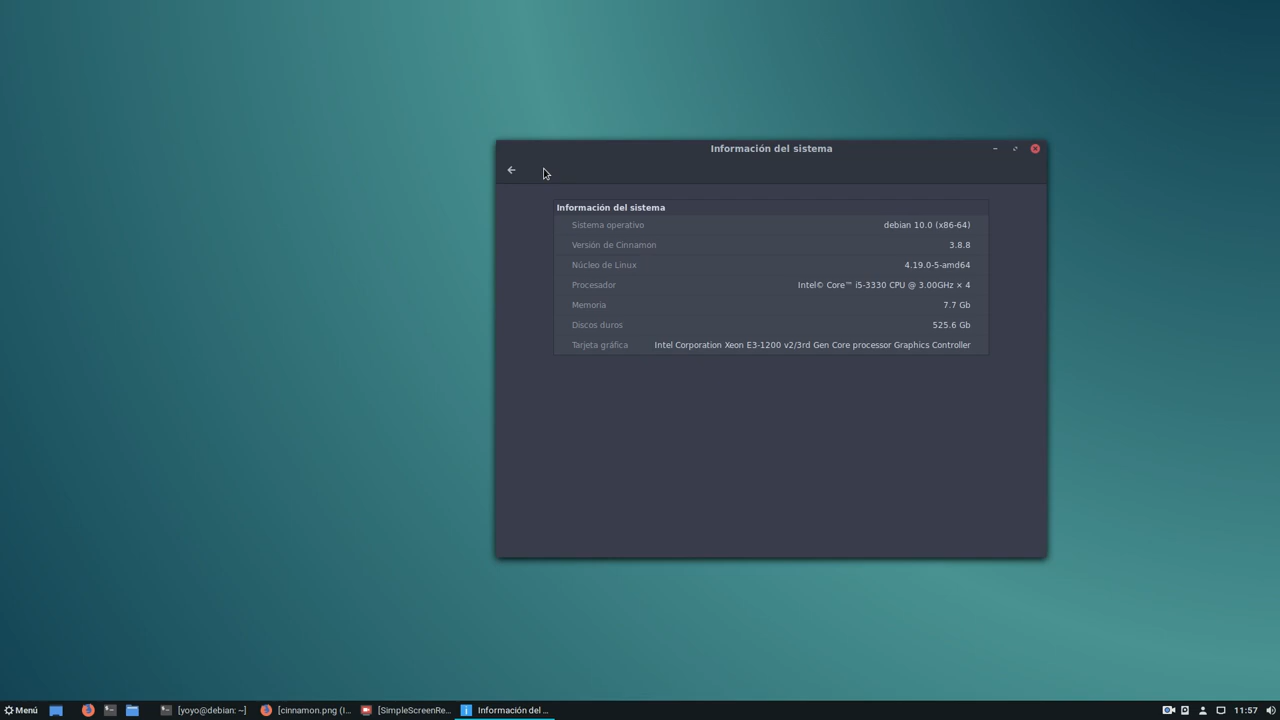 Información del sistema
Información del sistema
Sistema operativo debian 10.0 (x86-64)
Versión de Cinnamon 3.8.8
Núcleo de Linux 4.19.0-5-amd64
Procesador Intel© Core™ i5-3330 CPU @ 3.00GHz × 4
Memoria 7.7 Gb
Discos duros 525.6 Gb
Tarjeta gráfica Intel Corporation Xeon E3-1200 v2/3rd Gen Core processor Graphics Controller
Menú [yoyo@debian: ~] [cinnamon.png (I... [SimpleScreenRe... Información del ... 11:57